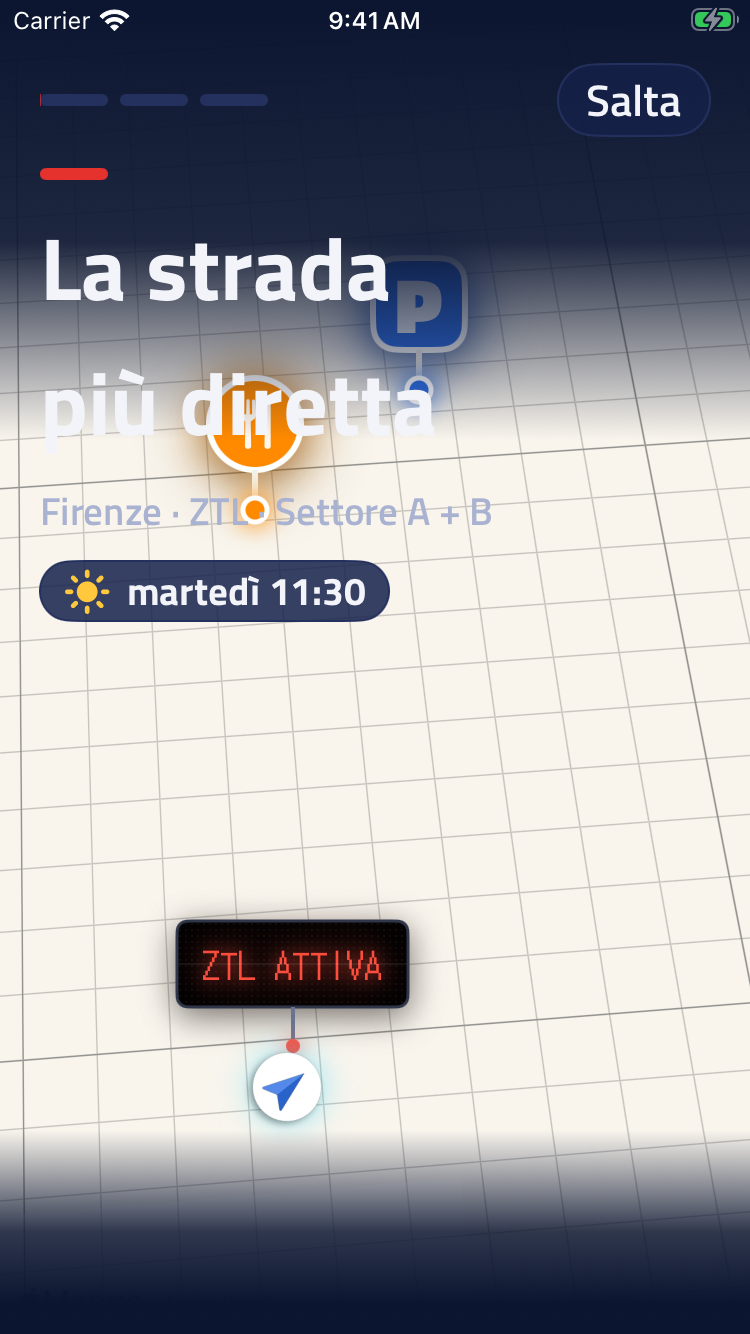 Carrier 9:41 AM
Salta
La strada
P
più diretta
Firenze · ZTL · Settore A + B
martedì 11:30
ZTL ATTIVA